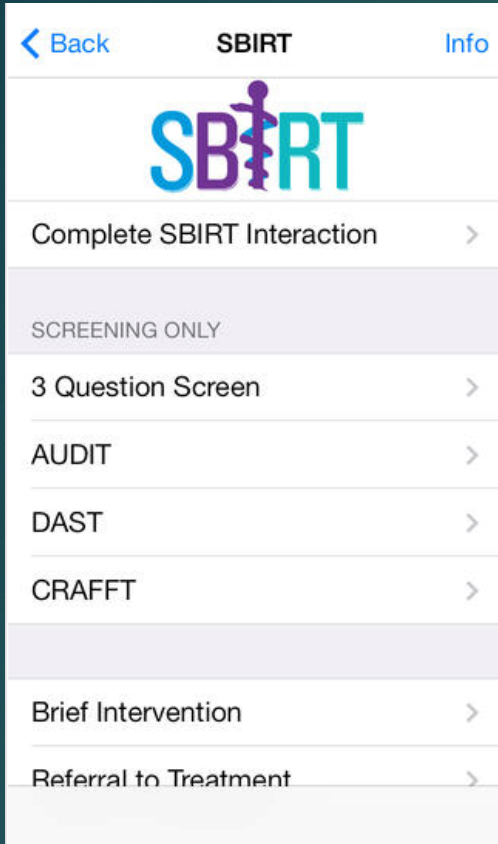 Back
SBIRT
Info
SBIRT
Complete SBIRT Interaction
SCREENING ONLY
3 Question Screen
AUDIT
DAST
CRAFFT
Brief Intervention
Referral to Treatment